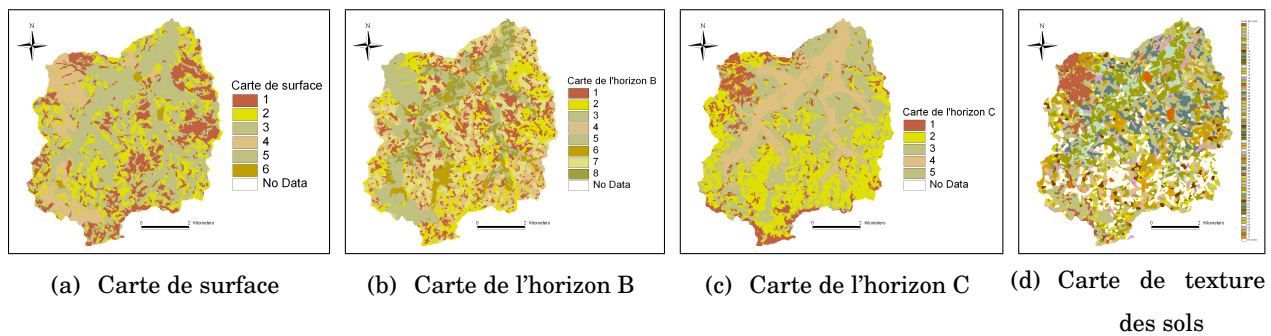 N
Carte de surface
1
2
3
4
5
6
No Data
0 2 Kilometers
(a) Carte de surface
N
Carte de l'horizon B
1
2
3
4
5
6
7
8
No Data
0 2 Kilometers
(b) Carte de l'horizon B
N
Carte de l'horizon C
1
2
3
4
5
No Data
0 2 Kilometers
(c) Carte de l'horizon C
N
0 2 Kilometers
(d) Carte de texture
des sols